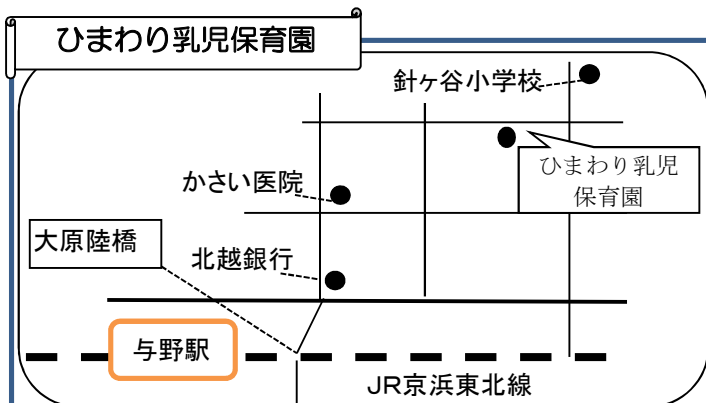 ひまわり乳児保育園
針ヶ谷小学校
ひまわり乳児
保育園
かさい医院
大原陸橋
北越銀行
与野駅
JR京浜東北線